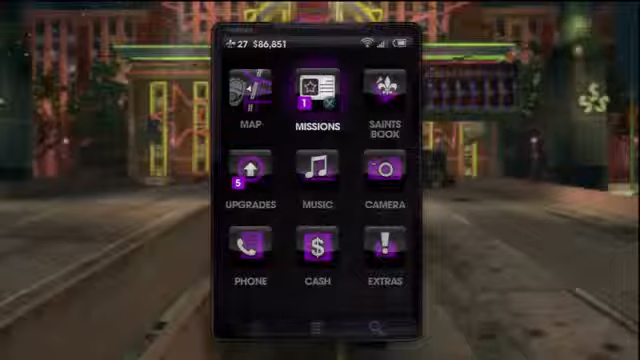 27 $86,851
MAP
MISSIONS
1
SAINTS
BOOK
5
UPGRADES
MUSIC
CAMERA
PHONE
$
CASH
!
EXTRAS